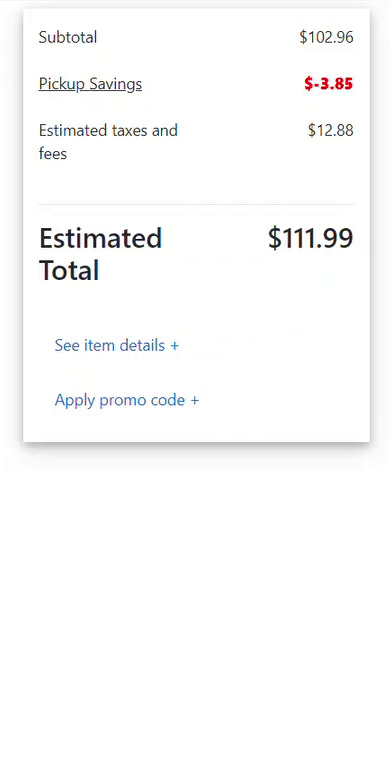 Subtotal $102.96
Pickup Savings $-3.85
Estimated taxes and $12.88
fees
Estimated $111.99
Total
See item details +
Apply promo code +